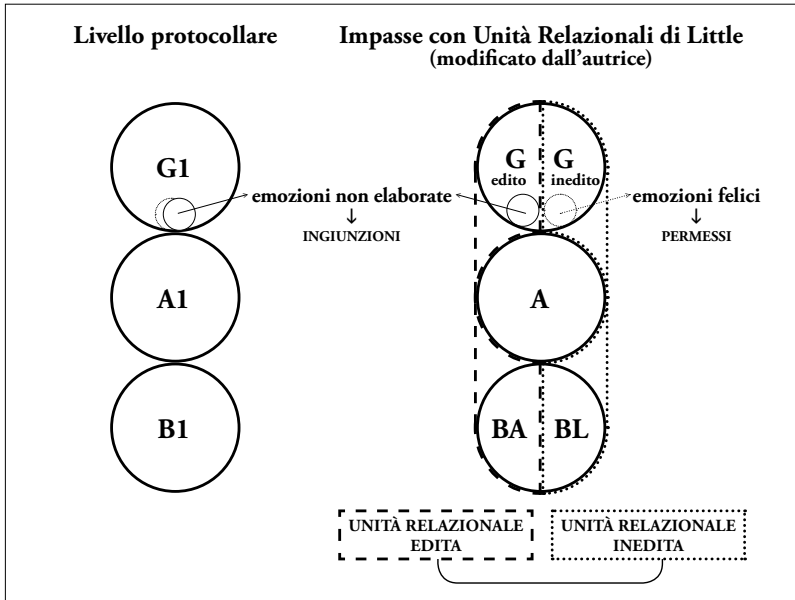 Livello protocollare
Impasse con Unità Relazionali di Little
(modificato dall'autrice)
G1
emozioni non elaborate
↓
INGIUNZIONI
G
edito
G
inedito
emozioni felici
↓
PERMESSI
A1
A
B1
BA
BL
UNITÀ RELAZIONALE
EDITA
UNITÀ RELAZIONALE
INEDITA